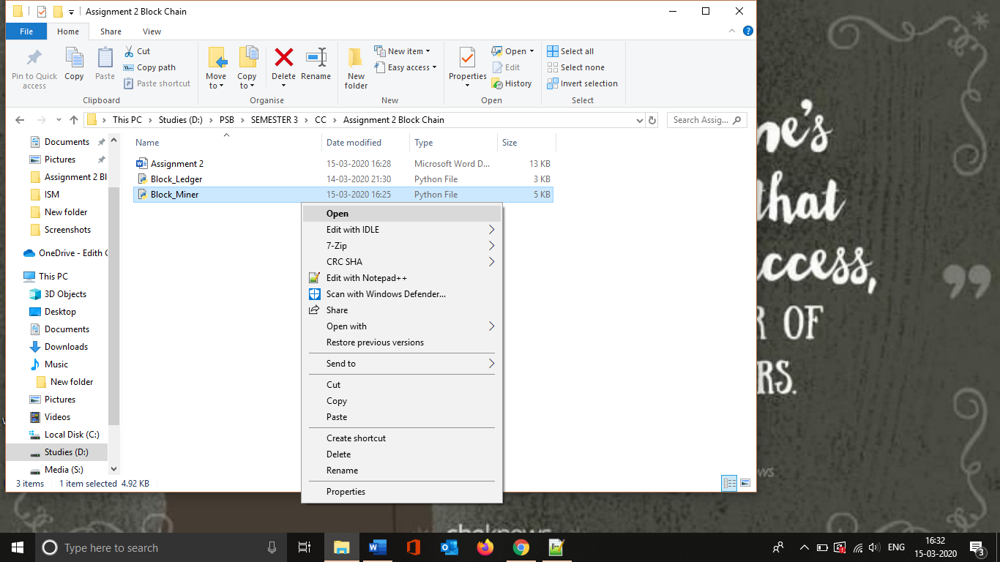 Assignment 2 Block Chain
File Home Share View
Pin to Quick access
Copy
Paste
Cut
Copy path
Paste shortcut
Clipboard
Move to
Copy to
Delete
Rename
Organise
New folder
New item
Easy access
New
Properties
Open
Edit
History
Open
Select all
Select none
Invert selection
Select
This PC > Studies (D:) > PSB > SEMESTER 3 > CC > Assignment 2 Block Chain
Search Assig...
Name Date modified Type Size
Assignment 2 15-03-2020 16:28 Microsoft Word D... 13 KB
Block_Ledger 14-03-2020 21:30 Python File 3 KB
Block_Miner 15-03-2020 16:25 Python File 5 KB
Documents
Pictures
Assignment 2 Bl
ISM
New folder
Screenshots
OneDrive - Edith C
This PC
3D Objects
Desktop
Documents
Downloads
Music
New folder
Pictures
Videos
Local Disk (C:)
Studies (D:)
Media (S:)
Open
Edit with IDLE
7-Zip
CRC SHA
Edit with Notepad++
Scan with Windows Defender...
Share
Open with
Restore previous versions
Send to
Cut
Copy
Paste
Create shortcut
Delete
Rename
Properties
3 items 1 item selected 4.92 KB
ne's
that
ccess,
R OF
RS.
”
Type here to search
ENG
16:32
15-03-2020
3